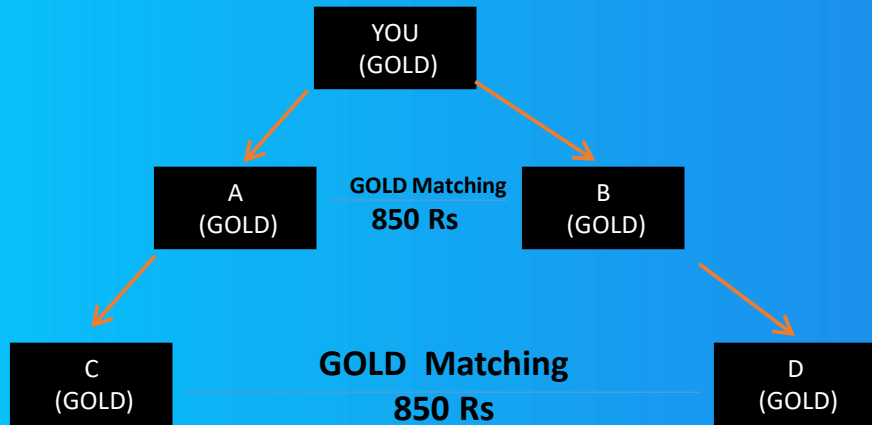 YOU
(GOLD)
A
(GOLD)
GOLD Matching
850 Rs
B
(GOLD)
C
(GOLD)
GOLD  Matching
850 Rs
D
(GOLD)